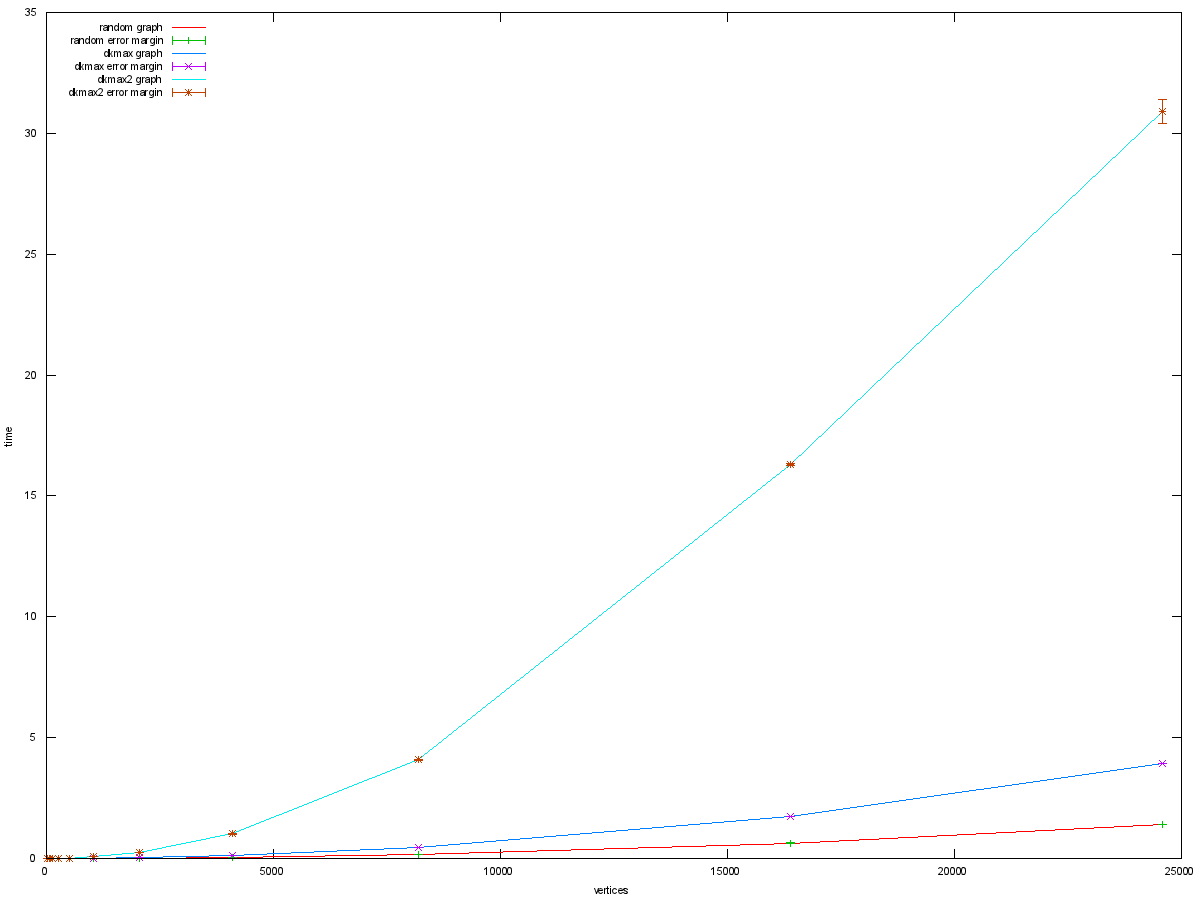 35
random graph
random error margin
dkmax graph
dkmax error margin
dkmax2 graph
dkmax2 error margin
30
25
20
time
15
10
5
0
0 5000 10000 15000 20000 25000
vertices